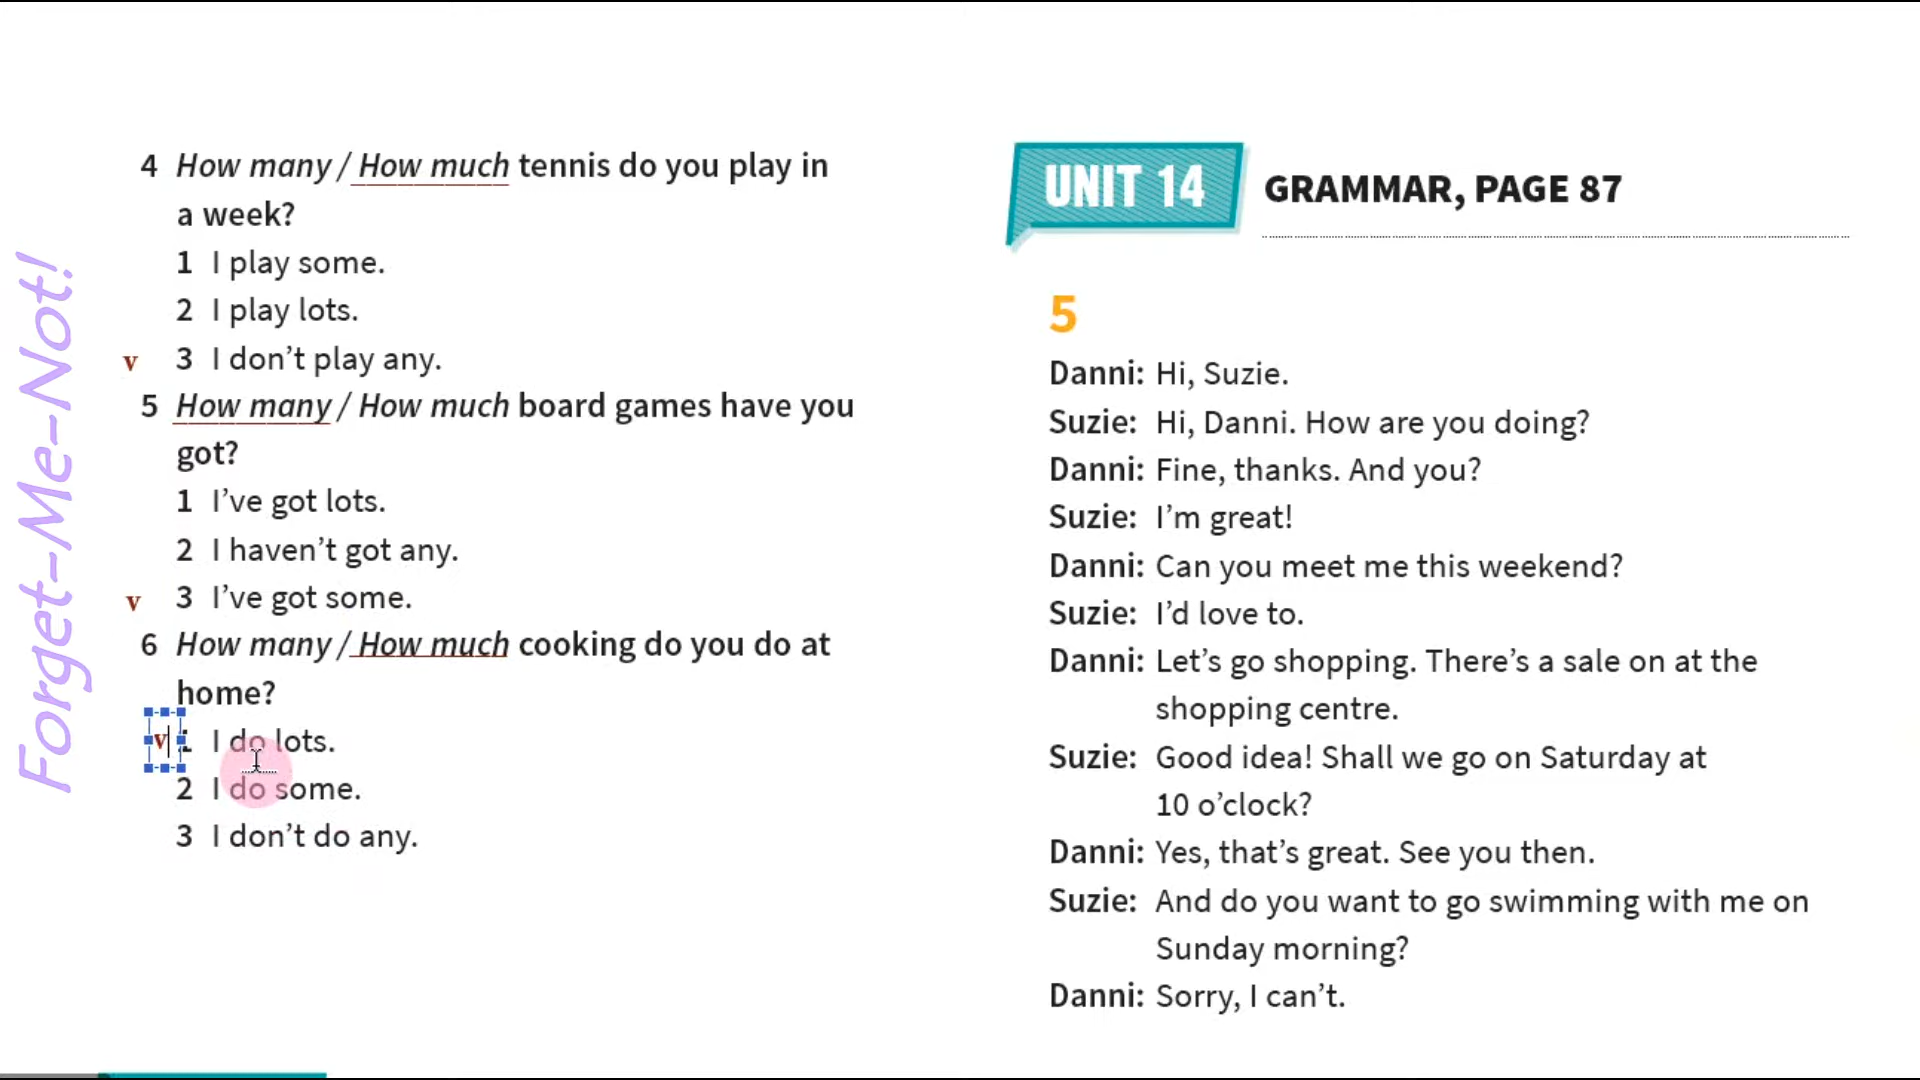 Forget-Me-Not!
4 How many / How much tennis do you play in
a week?
1 I play some.
2 I play lots.
v 3 I don't play any.
5 How many / How much board games have you
got?
1 I've got lots.
2 I haven't got any.
v 3 I've got some.
6 How many / How much cooking do you do at
home?
v 1 I do lots.
2 I do some.
3 I don't do any.
UNIT 14 GRAMMAR, PAGE 87
5
Danni: Hi, Suzie.
Suzie: Hi, Danni. How are you doing?
Danni: Fine, thanks. And you?
Suzie: I'm great!
Danni: Can you meet me this weekend?
Suzie: I'd love to.
Danni: Let's go shopping. There's a sale on at the
shopping centre.
Suzie: Good idea! Shall we go on Saturday at
10 o'clock?
Danni: Yes, that's great. See you then.
Suzie: And do you want to go swimming with me on
Sunday morning?
Danni: Sorry, I can't.